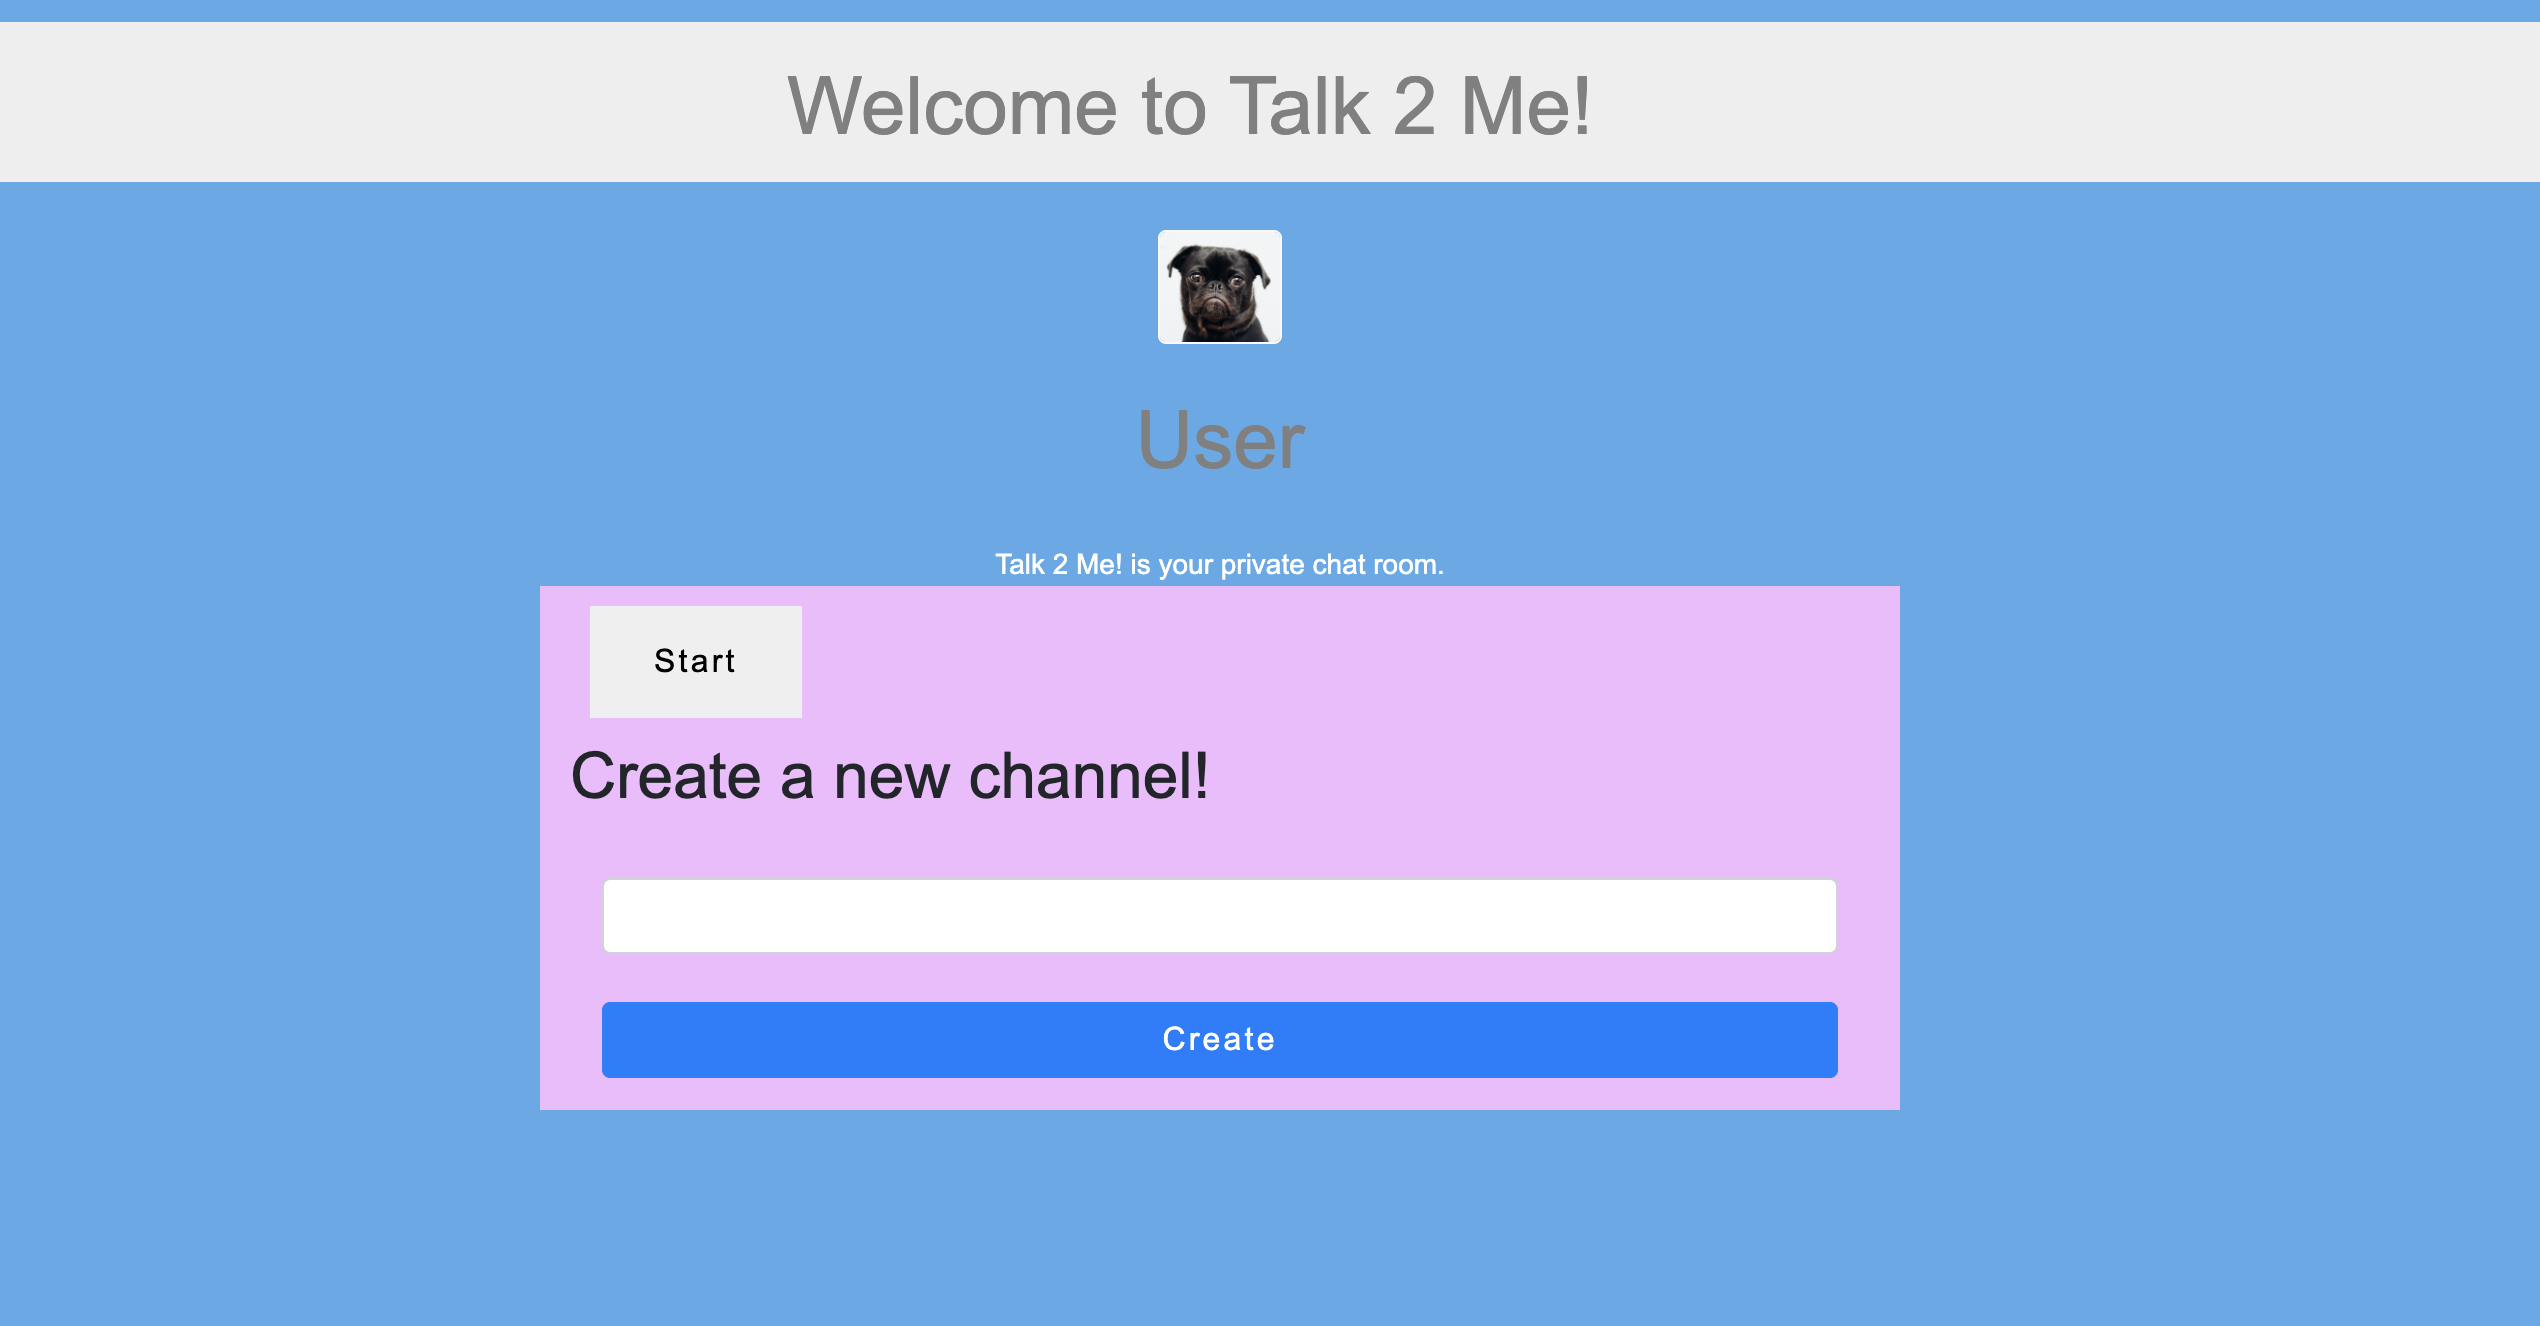 Welcome to Talk 2 Me!
User
Talk 2 Me! is your private chat room.
Start
Create a new channel!
Create